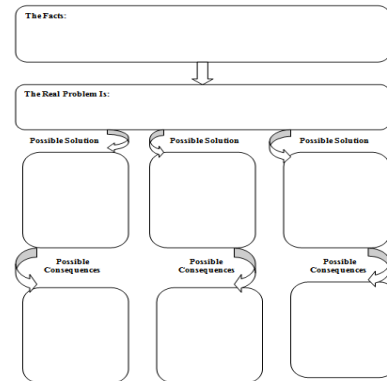 The Facts:
The Real Problem Is:
Possible Solution
Possible Solution
Possible Solution
Possible
Consequences
Possible
Consequences
Possible
Consequences